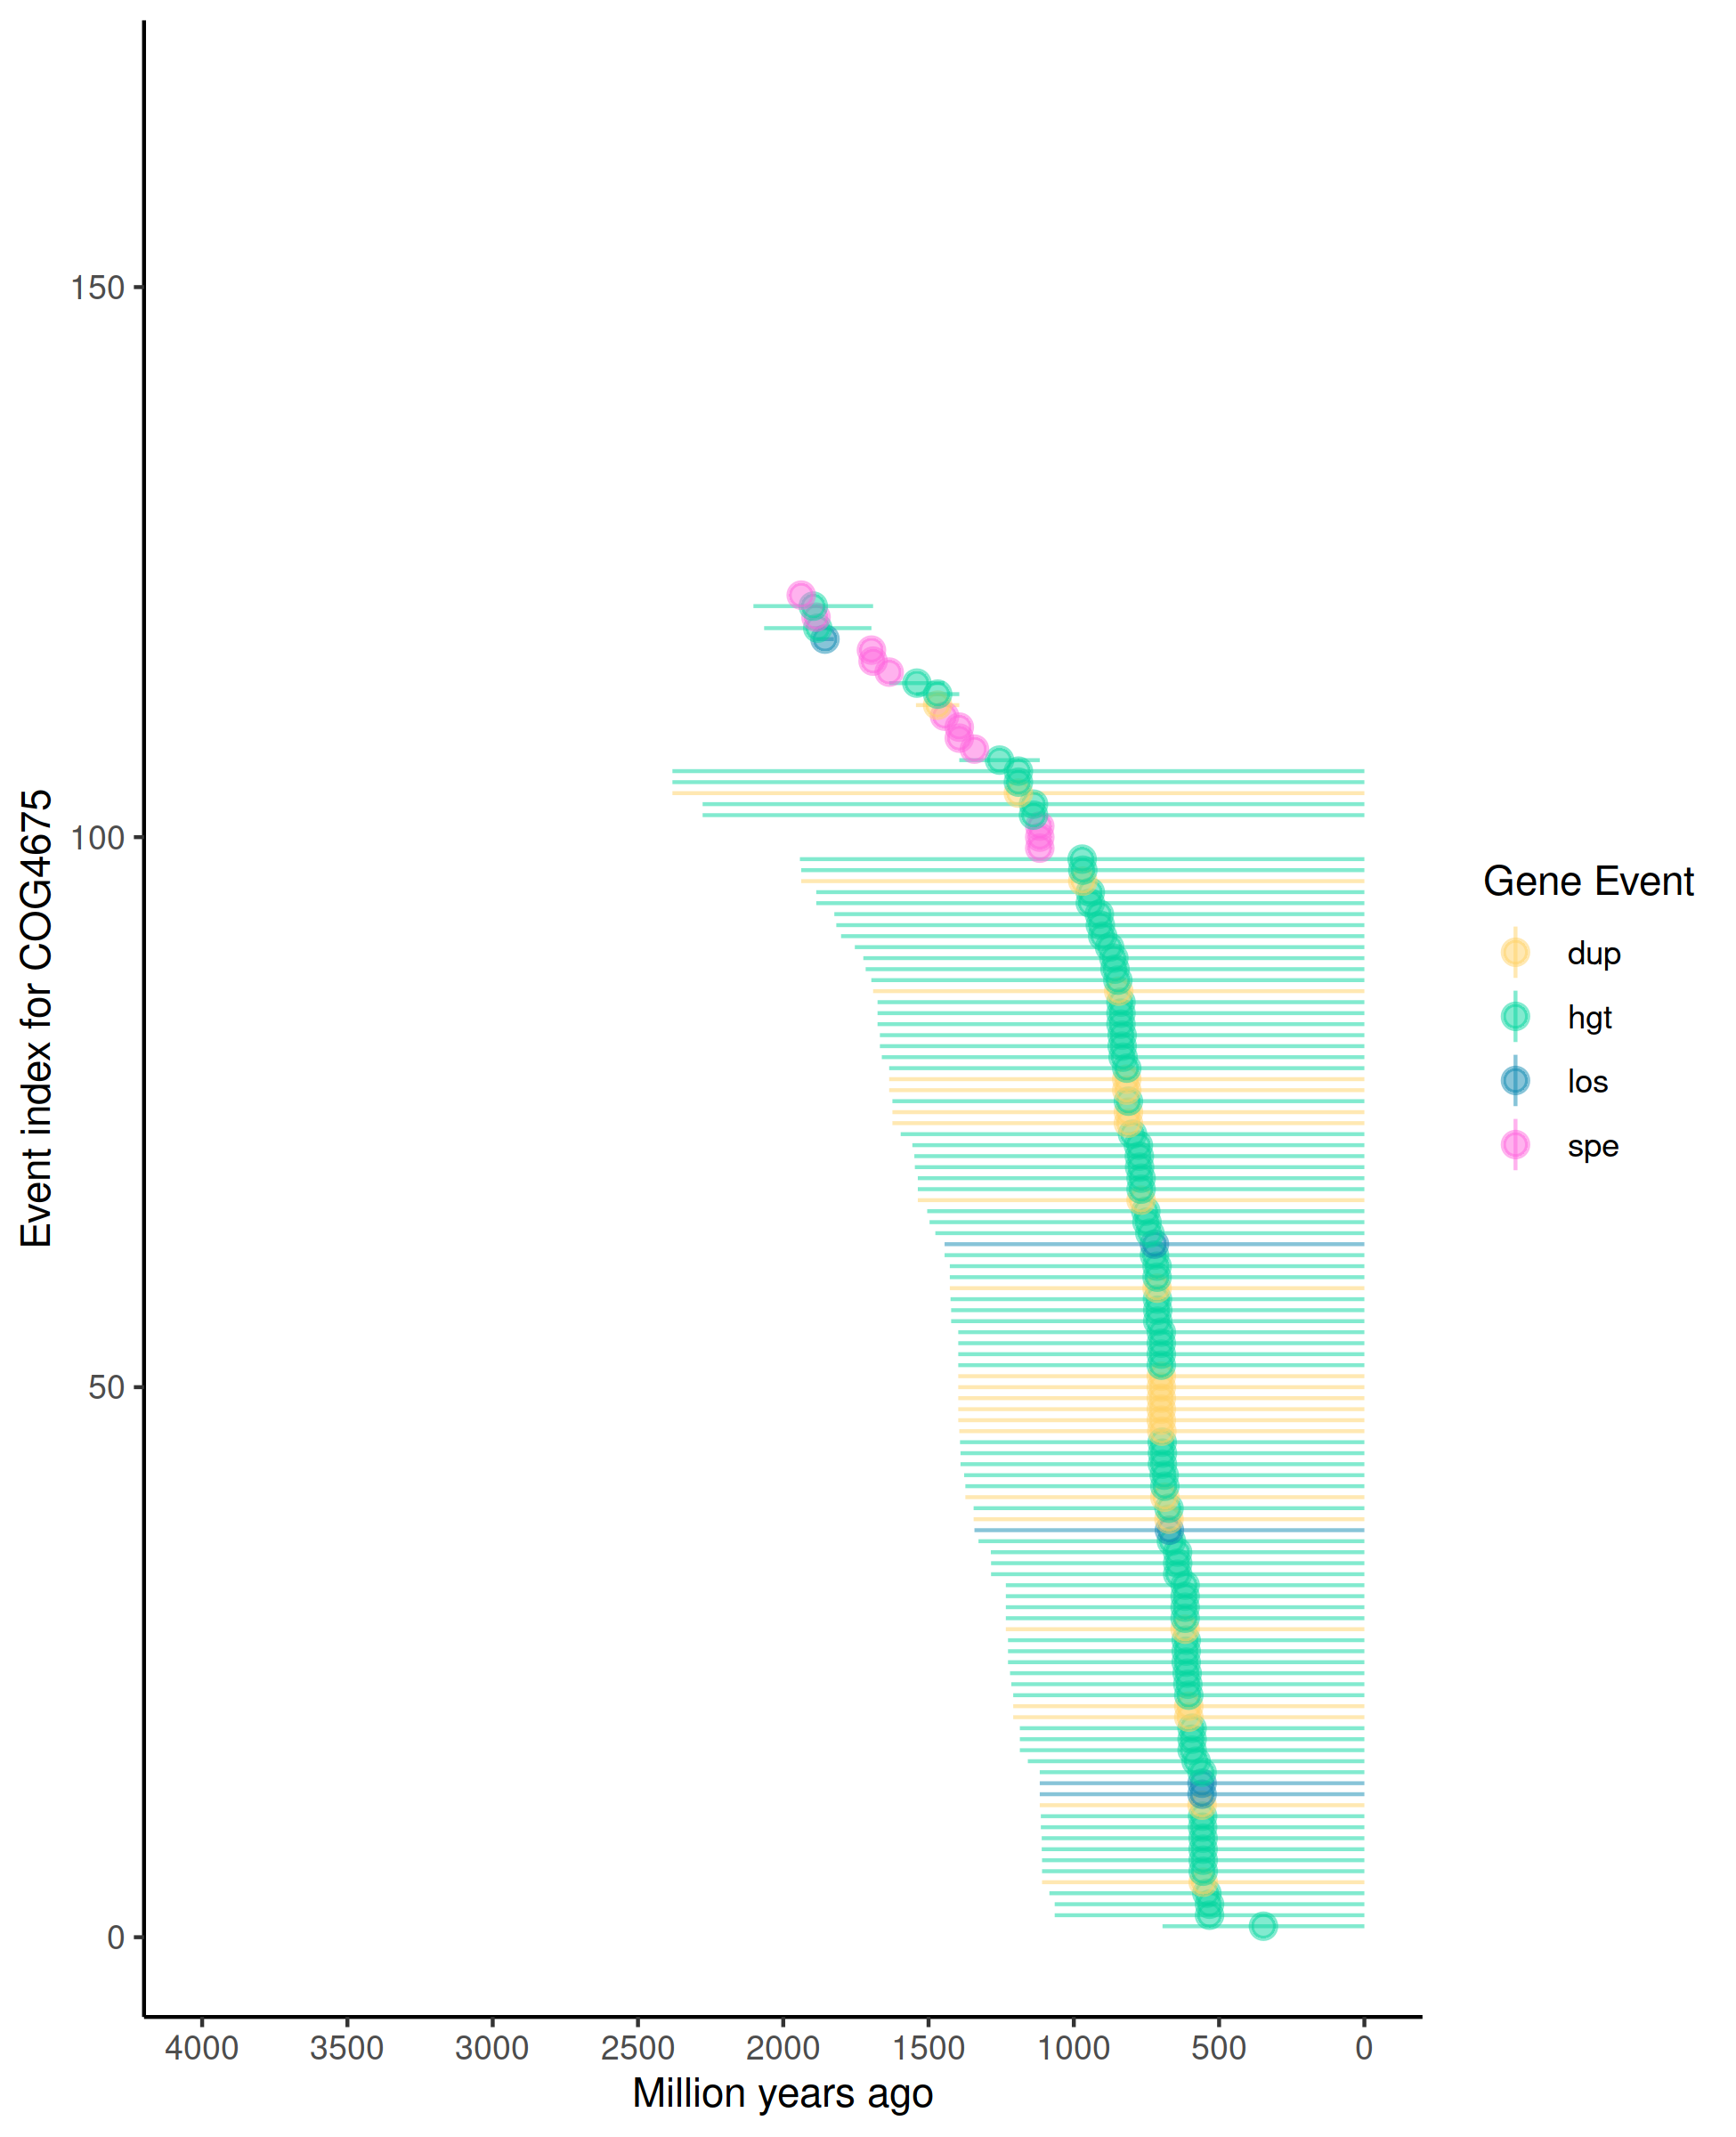 Event index for COG4675
150
100
50
0
4000 3500 3000 2500 2000 1500 1000 500 0
Million years ago
Gene Event
dup
hgt
los
spe